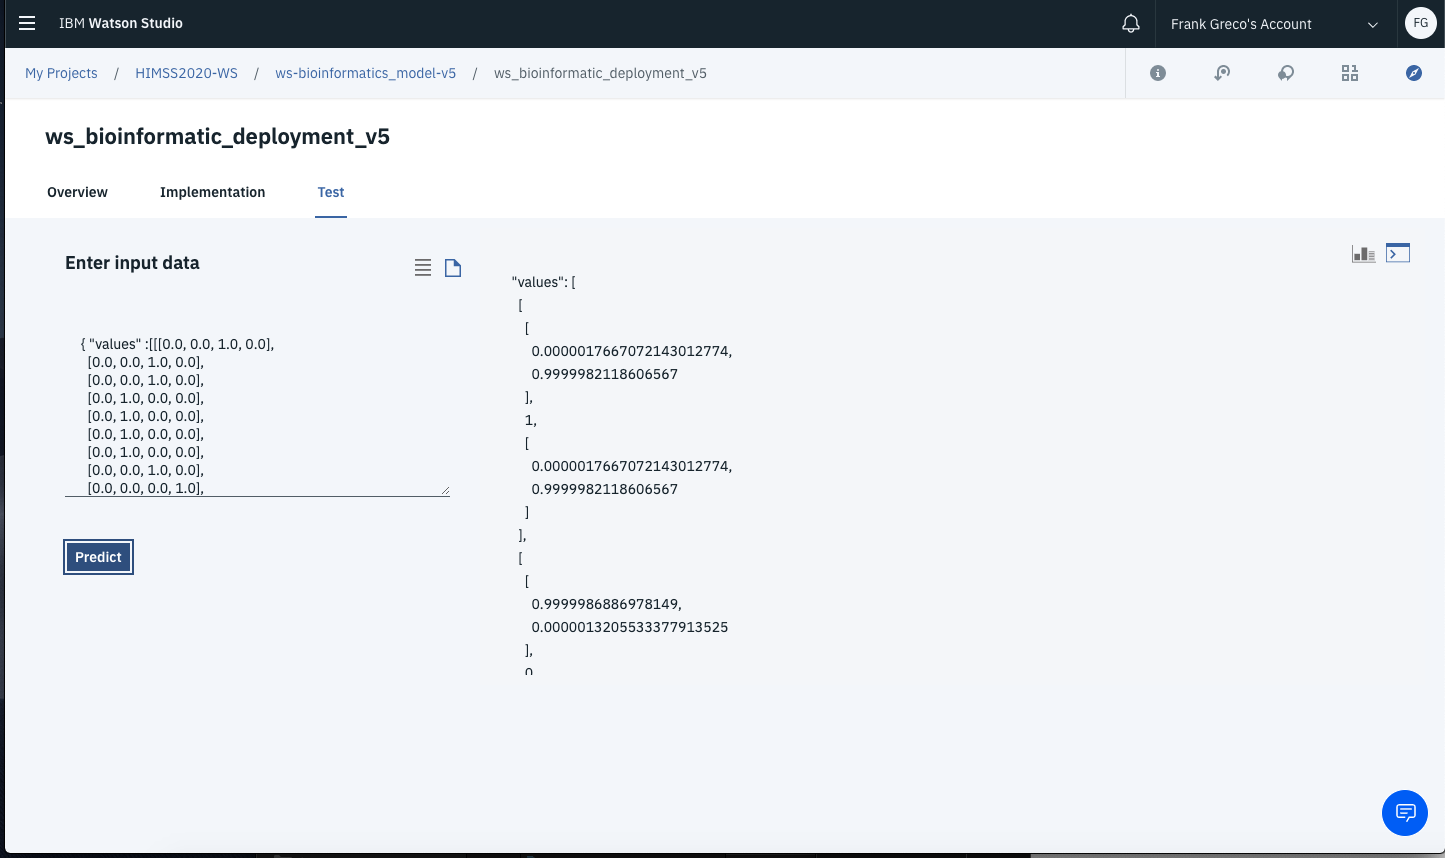 IBM Watson Studio
Frank Greco's Account
FG
My Projects / HIMSS2020-WS / ws-bioinformatics_model-v5 / ws_bioinformatic_deployment_v5
ws_bioinformatic_deployment_v5
Overview Implementation Test
Enter input data
{ "values" :[[[0.0, 0.0, 1.0, 0.0],
[0.0, 0.0, 1.0, 0.0],
[0.0, 0.0, 1.0, 0.0],
[0.0, 1.0, 0.0, 0.0],
[0.0, 1.0, 0.0, 0.0],
[0.0, 1.0, 0.0, 0.0],
[0.0, 1.0, 0.0, 0.0],
[0.0, 0.0, 1.0, 0.0],
[0.0, 0.0, 0.0, 1.0],
Predict
"values": [
[
[
0.0000017667072143012774,
0.9999982118606567
],
1,
[
0.0000017667072143012774,
0.9999982118606567
]
],
[
[
0.9999986886978149,
0.0000013205533377913525
],
0